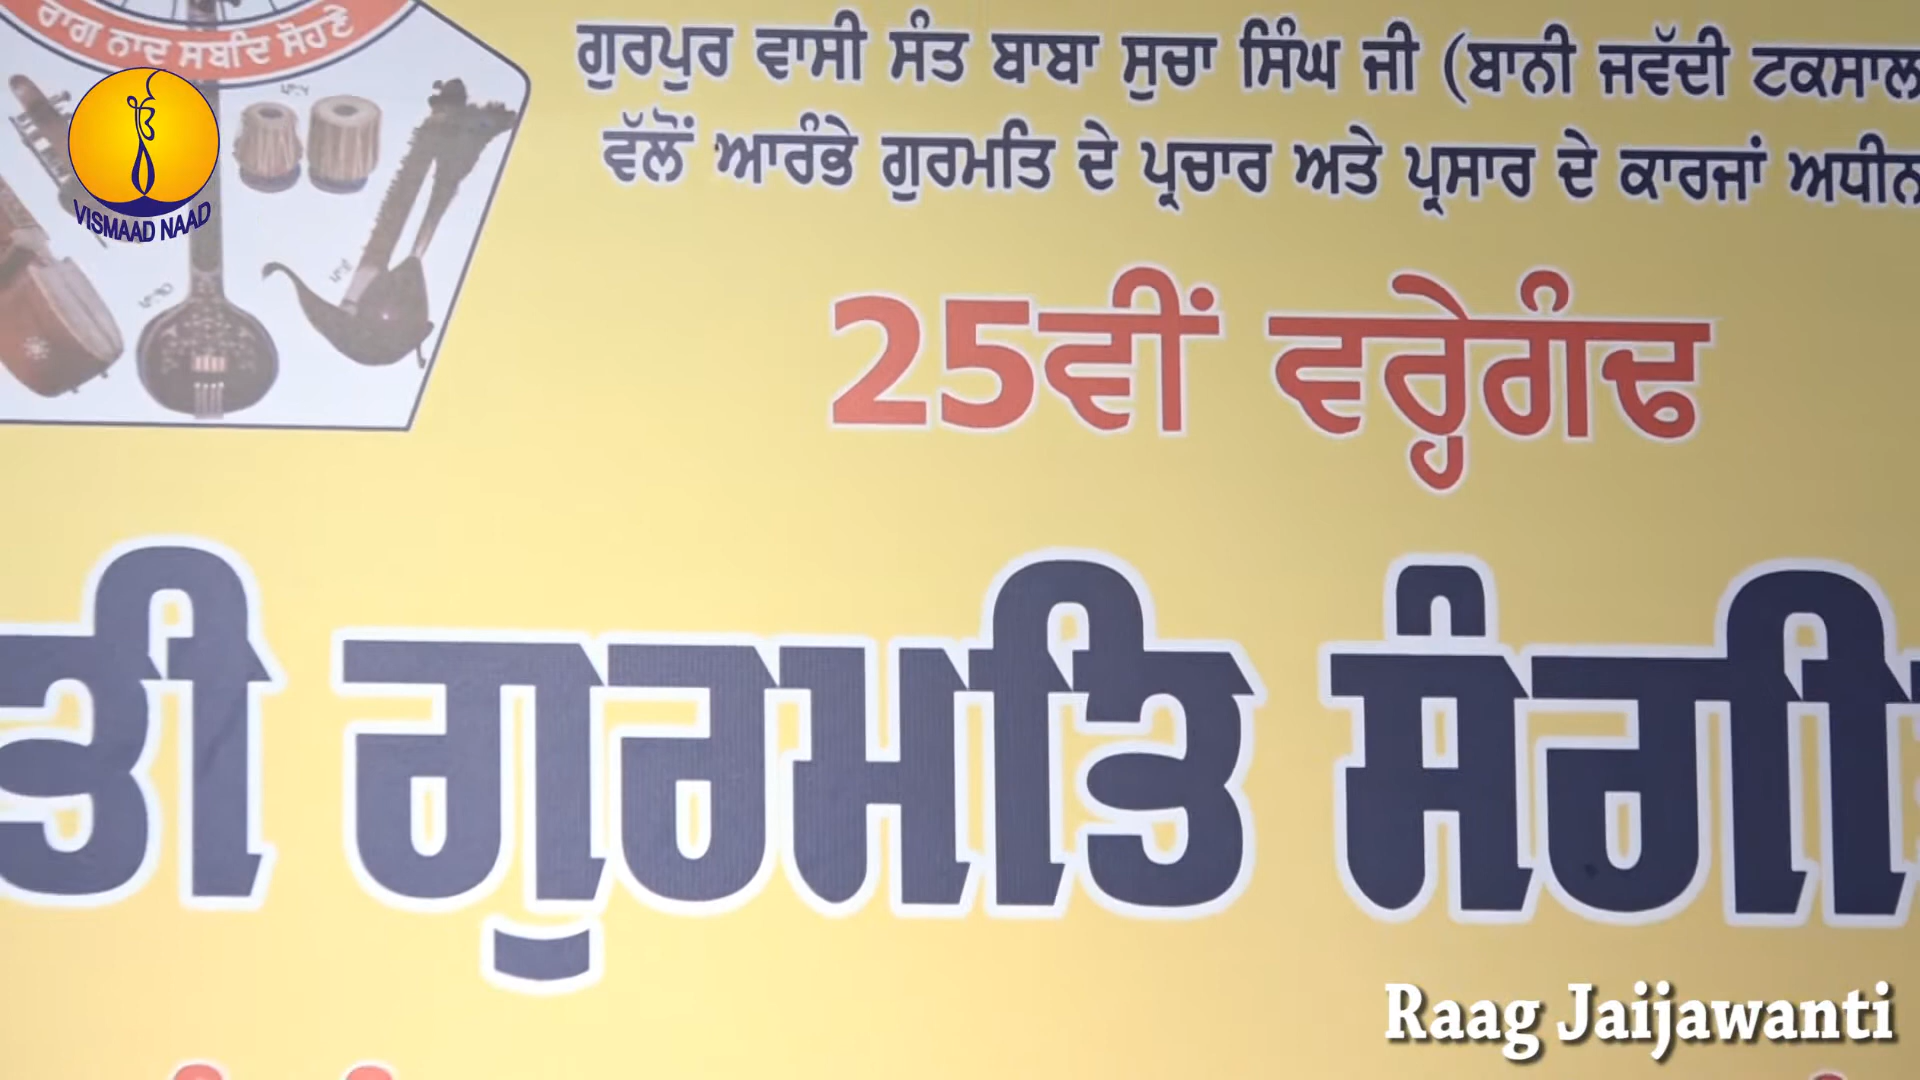 ਰਾਗ ਨਾਦ ਸਬਦਿ ਸੋਹਣੇ
VISMAAD NAAD
ਗੁਰਪੁਰ ਵਾਸੀ ਸੰਤ ਬਾਬਾ ਸੁਚਾ ਸਿੰਘ ਜੀ (ਬਾਨੀ ਜਵੱਦੀ ਟਕਸਾਲ
ਵੱਲੋਂ ਆਰੰਭੇ ਗੁਰਮਤਿ ਦੇ ਪ੍ਰਚਾਰ ਅਤੇ ਪ੍ਰਸਾਰ ਦੇ ਕਾਰਜਾਂ ਅਧੀਨ
25ਵੀਂ ਵਰ੍ਹੇਗੰਢ
ਗੁਰਮਤਿ
Raag Jaijawanti